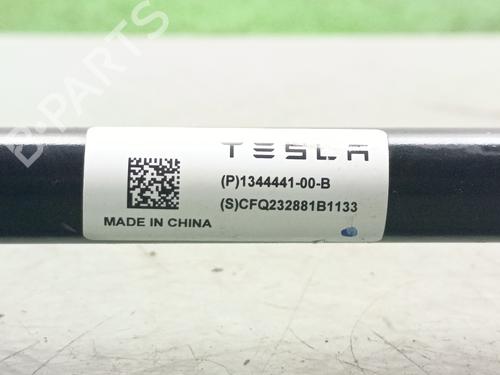 B-PARTS
TESLA
(P)1344441-00-B
(S)CFQ232881B1133
MADE IN CHINA